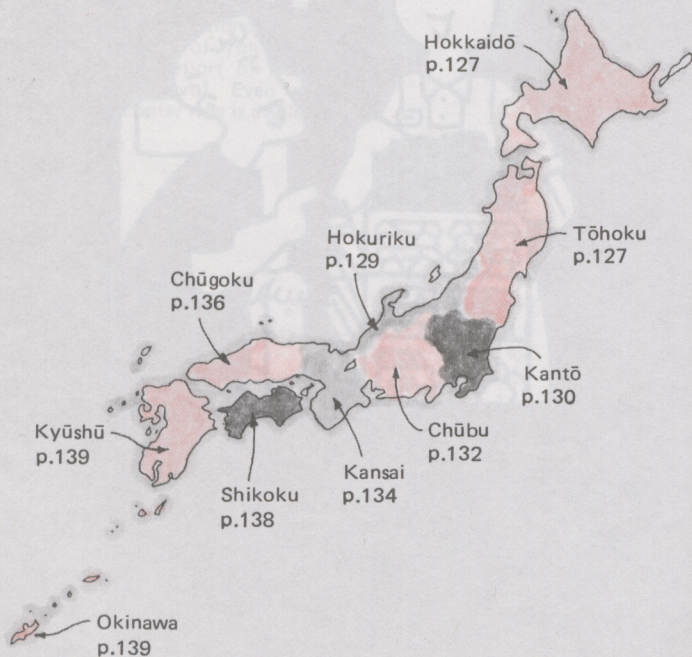 Hokkaidō
p.127
Tōhoku
p.127
Hokuriku
p.129
Chūgoku
p.136
Kantō
p.130
Chūbu
p.132
Kyūshū
p.139
Kansai
p.134
Shikoku
p.138
Okinawa
p.139